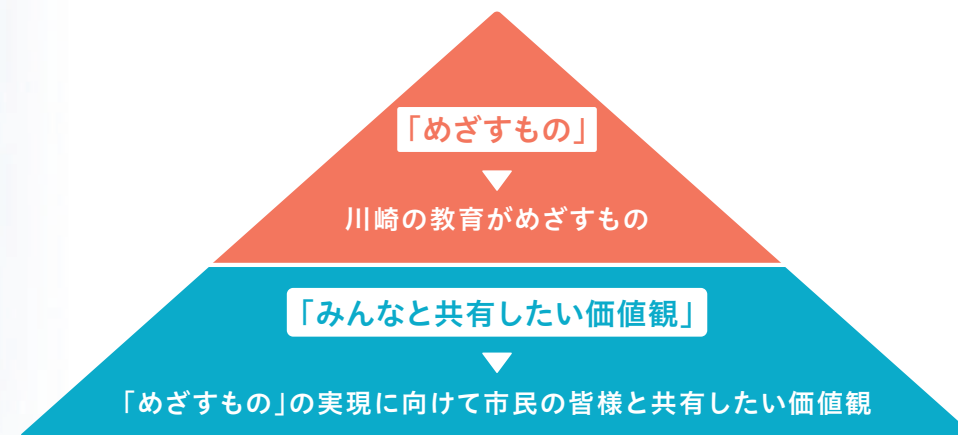 「めざすもの」
川崎の教育がめざすもの
「みんなと共有したい価値観」
「めざすもの」の実現に向けて市民の皆様と共有したい価値観